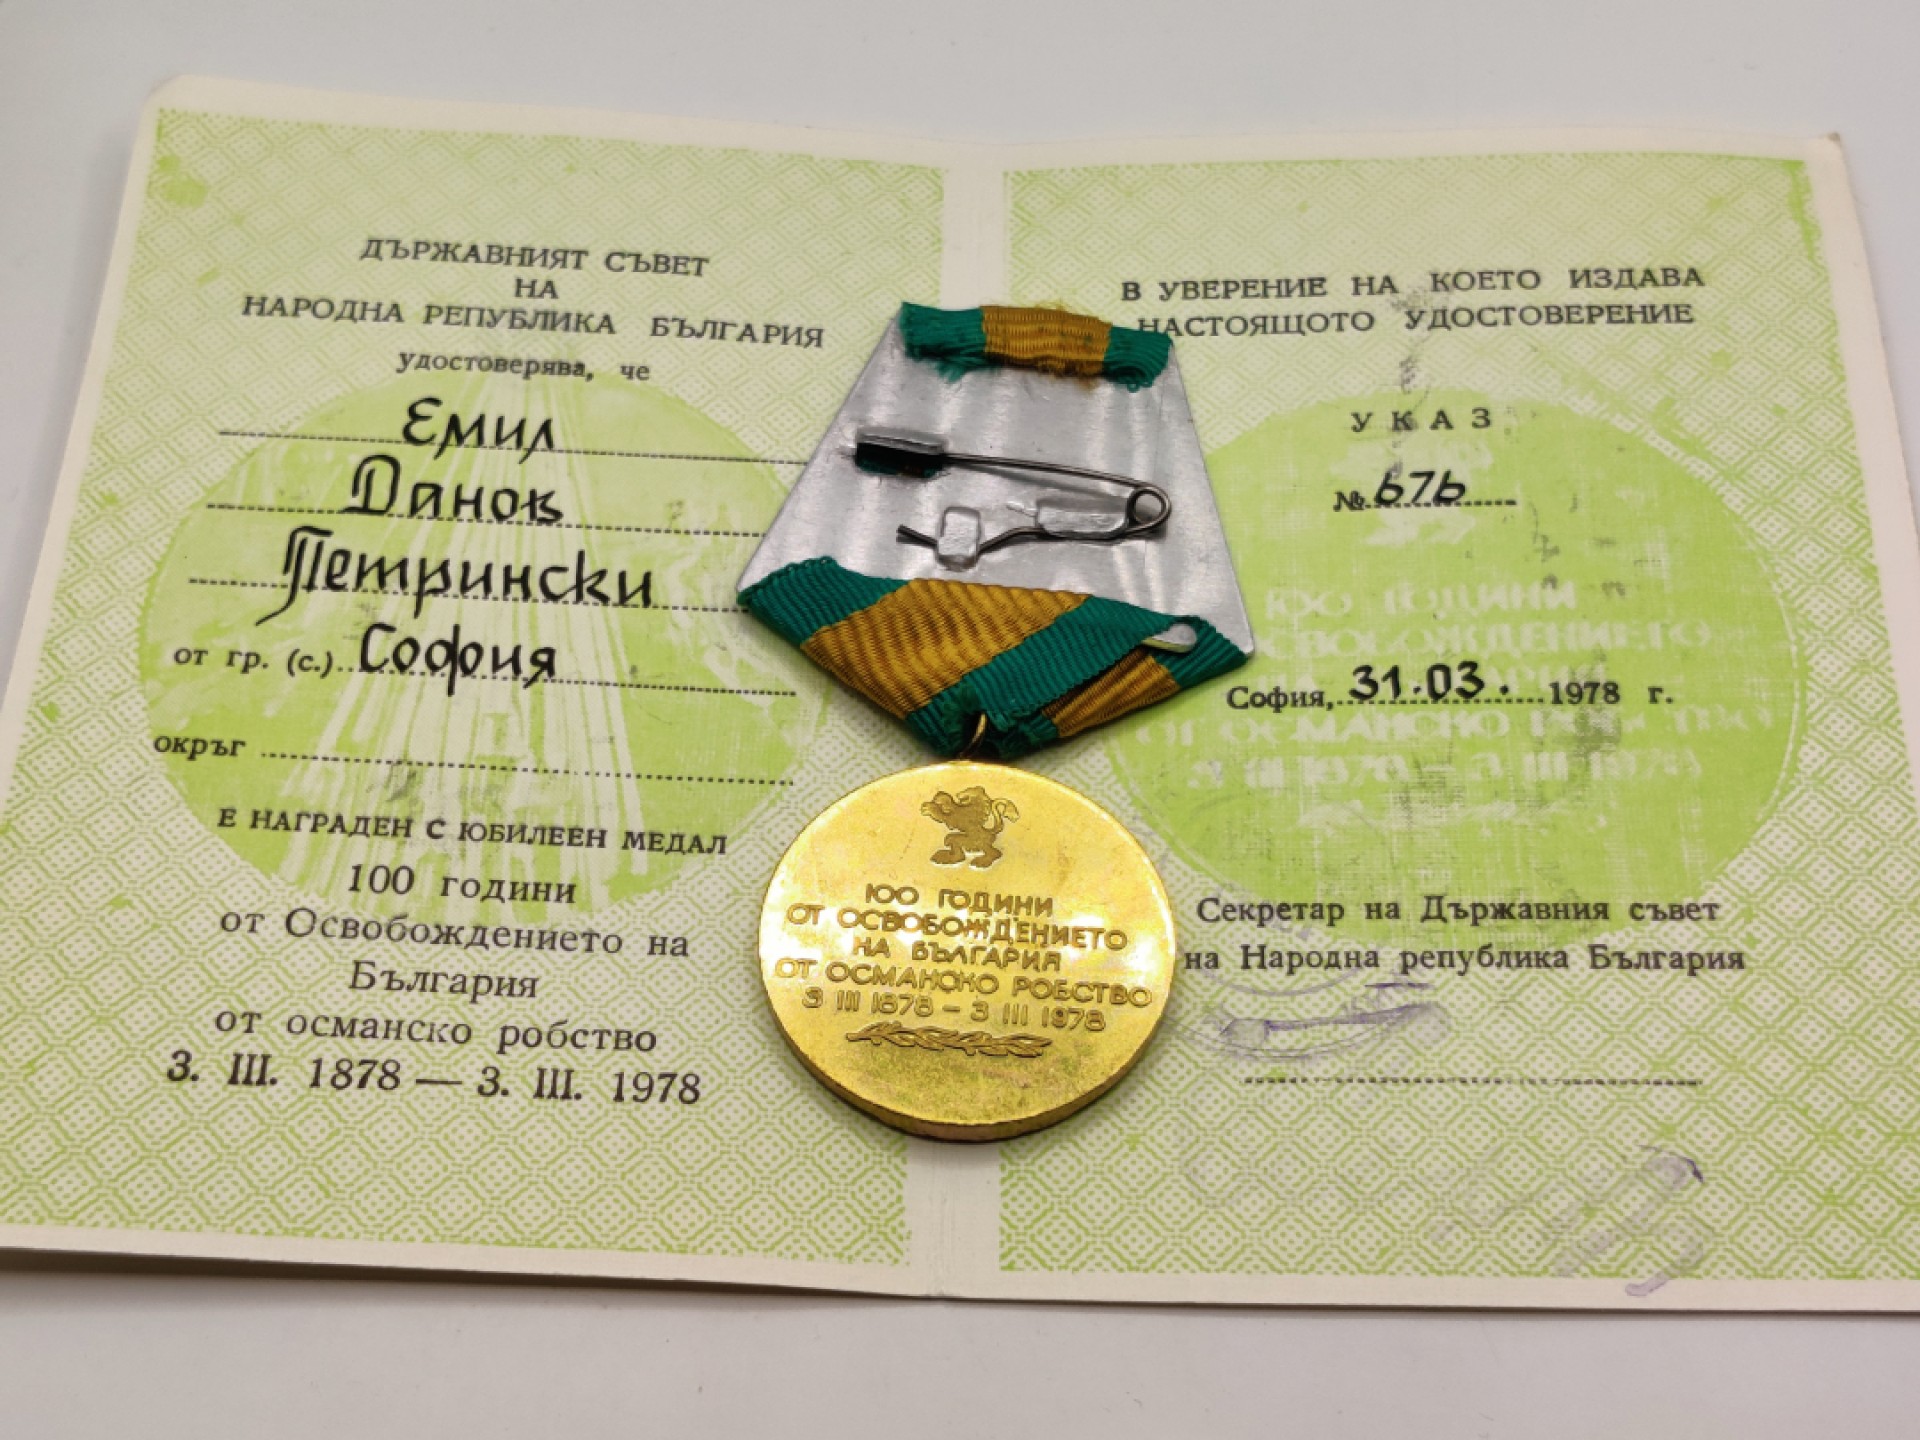 ДЪРЖАВНИЯТ СЪВЕТ
НА
НАРОДНА РЕПУБЛИКА БЪЛГАРИЯ
удостоверява, че
Емил
Данов
Петрински
от гр. (с.) София
окръг
Е НАГРАДЕН С ЮБИЛЕЕН МЕДАЛ
100 години
от Освобождението на
България
от османско робство
3. III. 1878 — 3. III. 1978
В УВЕРЕНИЕ НА КОЕТО ИЗДАВА
НАСТОЯЩОТО УДОСТОВЕРЕНИЕ
УКАЗ
№ 676
София, 31.03. 1978 г.
Секретар на Държавния съвет
на Народна република България
100 ГОДИНИ
ОТ ОСВОБОЖДЕНИЕТО
НА БЪЛГАРИЯ
ОТ ОСМАНСКО РОБСТВО
3 III 1878 – 3 III 1978